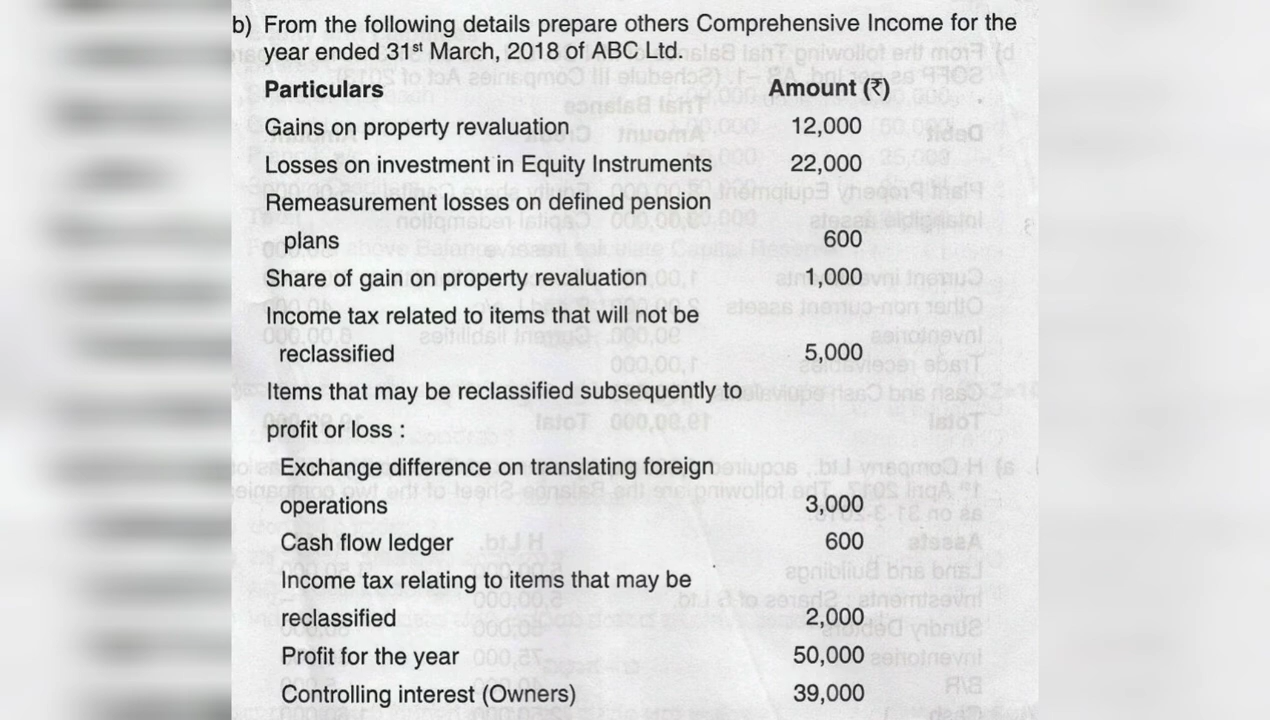 b) From the following details prepare others Comprehensive Income for the
year ended 31st March, 2018 of ABC Ltd.
Particulars Amount (₹)
Gains on property revaluation 12,000
Losses on investment in Equity Instruments 22,000
Remeasurement losses on defined pension
plans 600
Share of gain on property revaluation 1,000
Income tax related to items that will not be
reclassified 5,000
Items that may be reclassified subsequently to
profit or loss :
Exchange difference on translating foreign
operations 3,000
Cash flow ledger 600
Income tax relating to items that may be
reclassified 2,000
Profit for the year 50,000
Controlling interest (Owners) 39,000